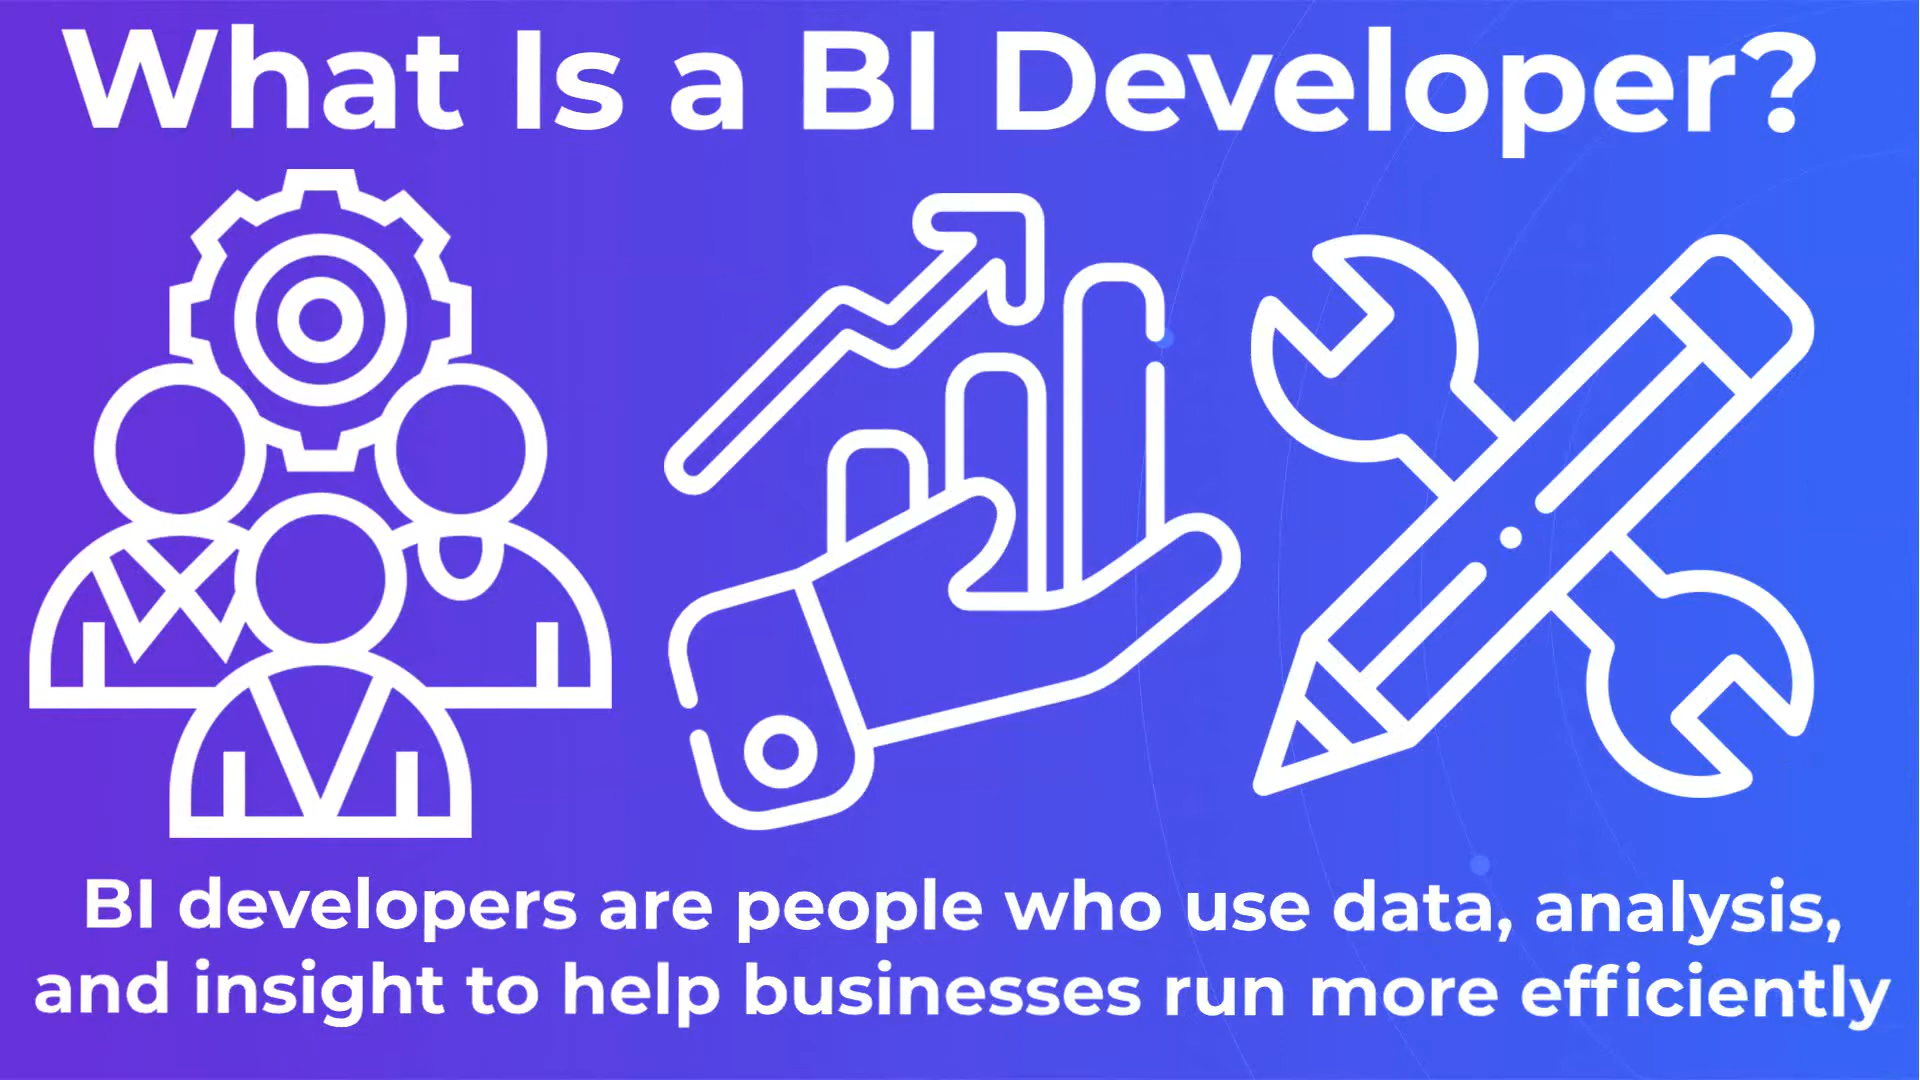 What Is a BI Developer?
BI developers are people who use data, analysis,
and insight to help businesses run more efficiently